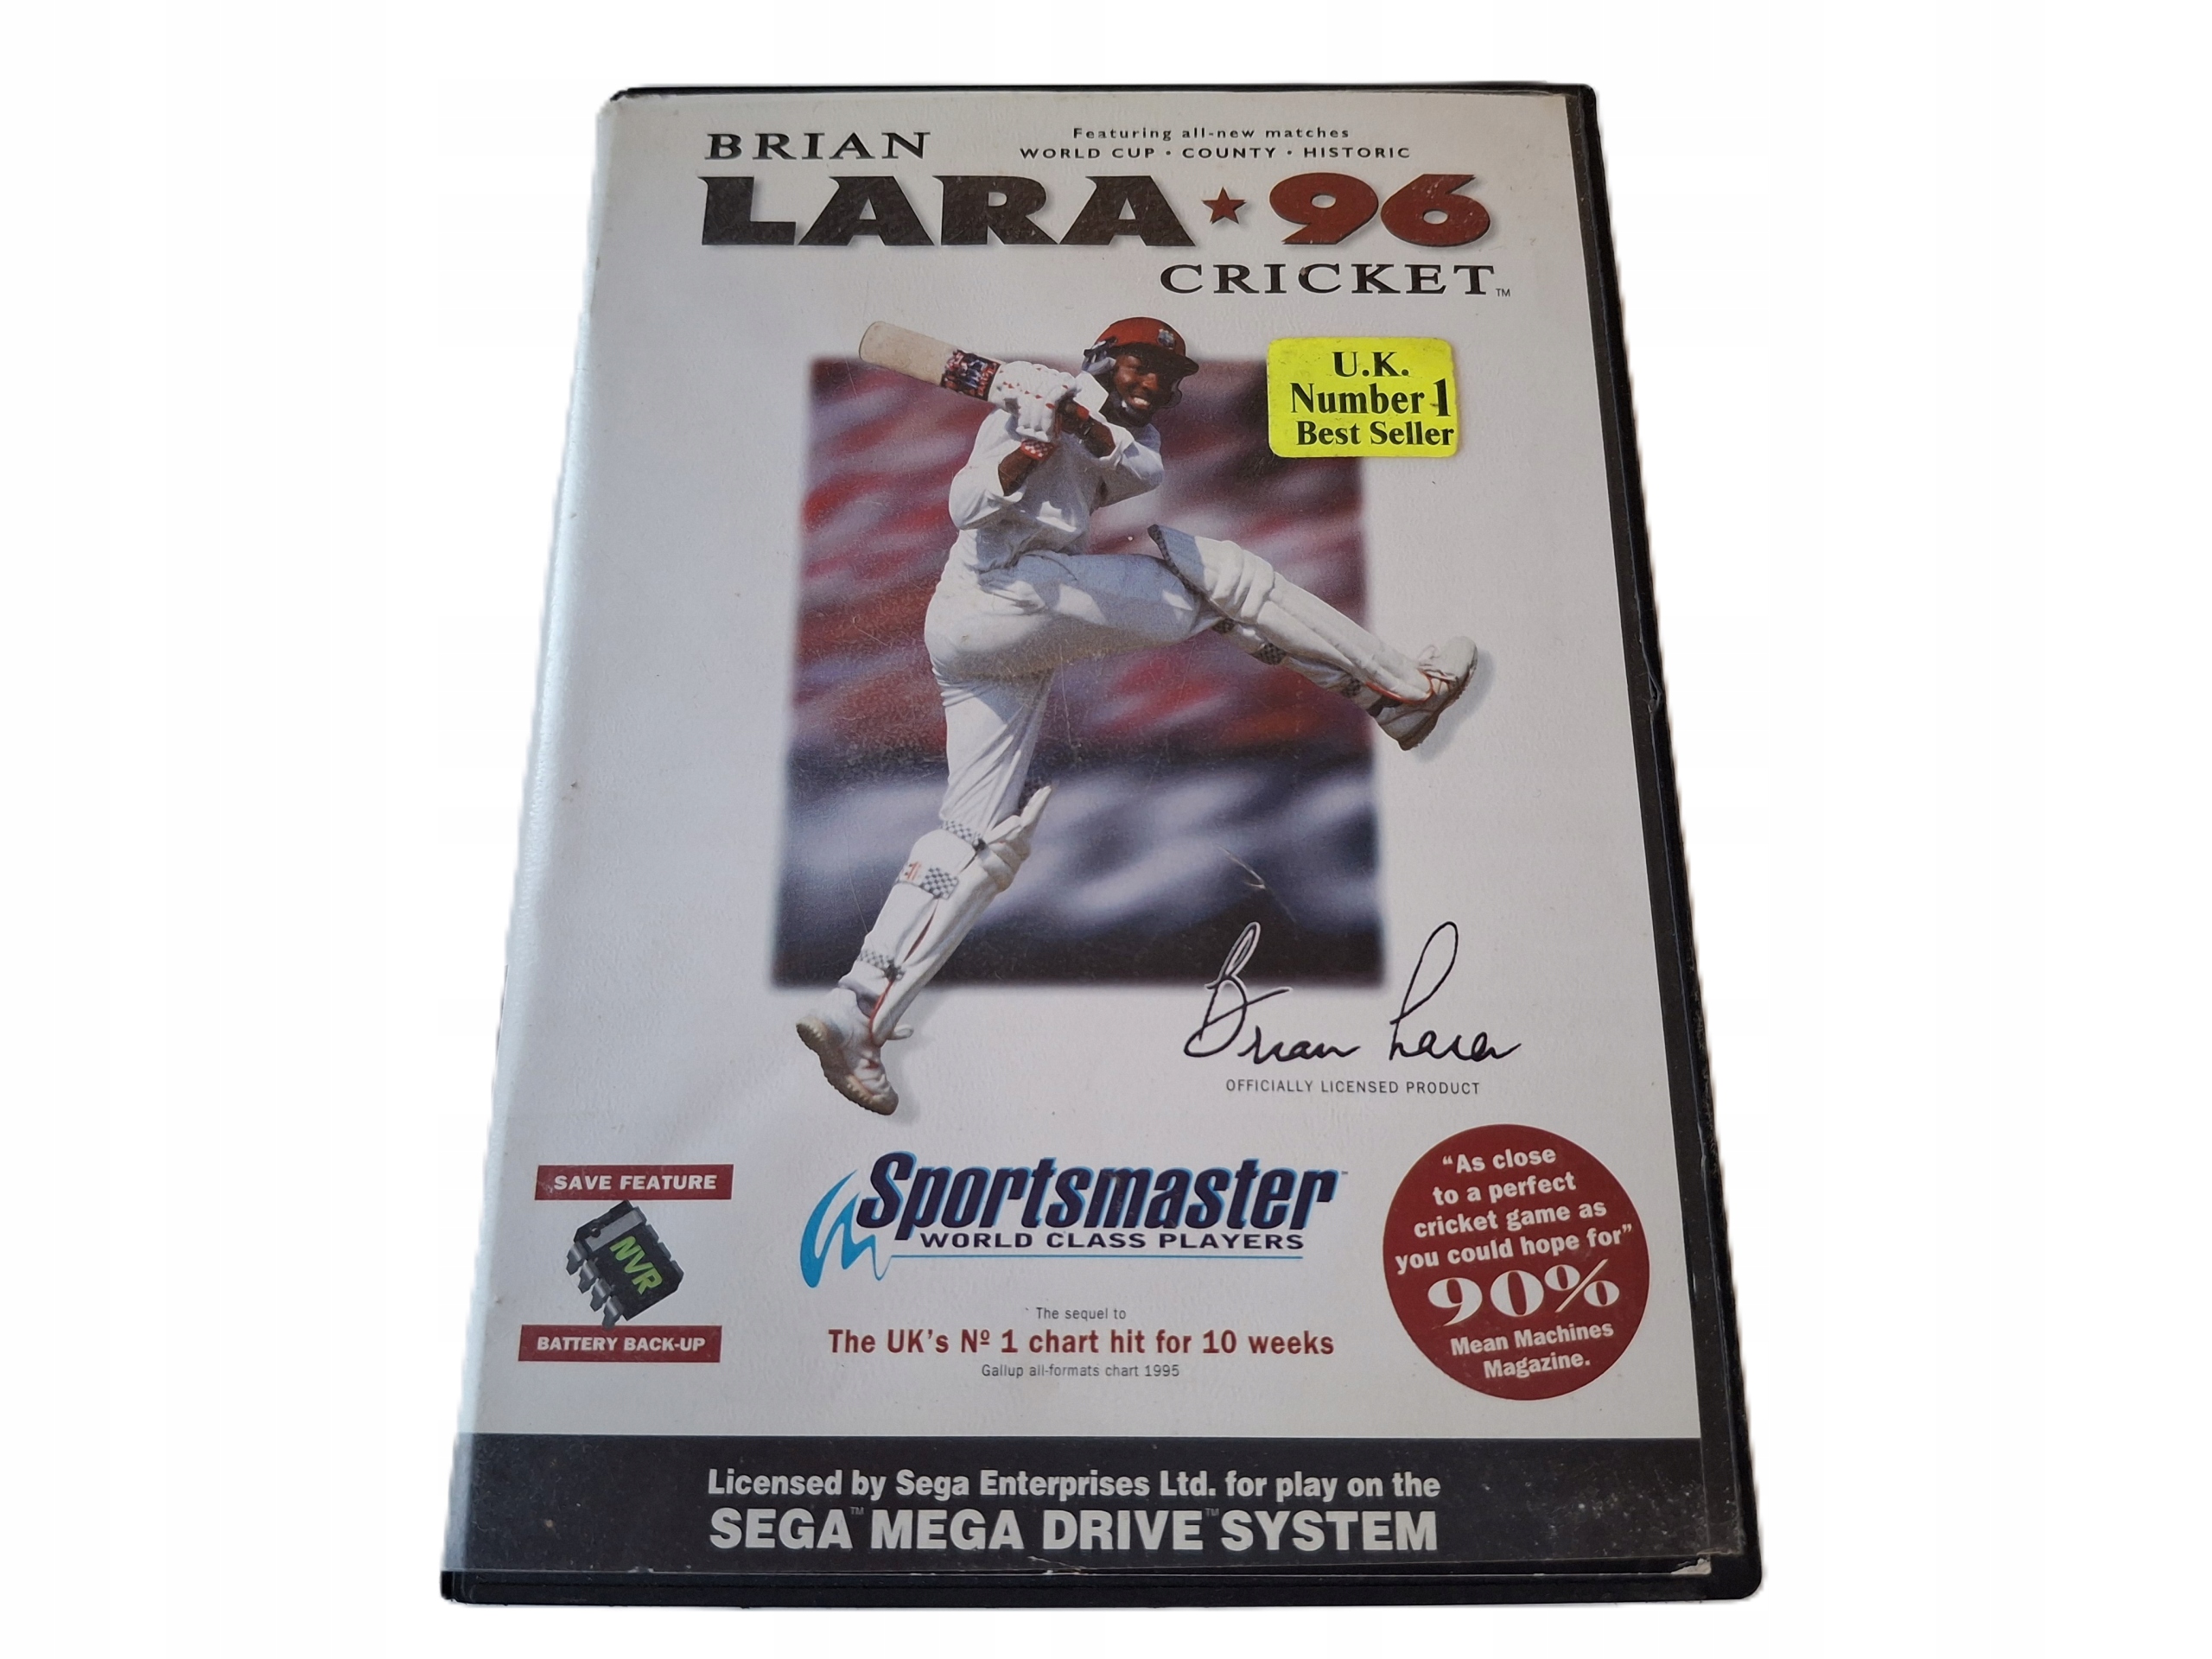 BRIAN
Featuring all-new matches
WORLD CUP • COUNTY • HISTORIC
LARA★96
CRICKET™
U.K.
Number 1
Best Seller
Brian Lara
OFFICIALLY LICENSED PRODUCT
SAVE FEATURE
NVR
BATTERY BACK-UP
Sportsmaster™
WORLD CLASS PLAYERS
The sequel to
The UK's Nº 1 chart hit for 10 weeks
Gallup all-formats chart 1995
“As close
to a perfect
cricket game as
you could hope for”
90%
Mean Machines
Magazine.
Licensed by Sega Enterprises Ltd. for play on the
SEGA™ MEGA DRIVE™ SYSTEM